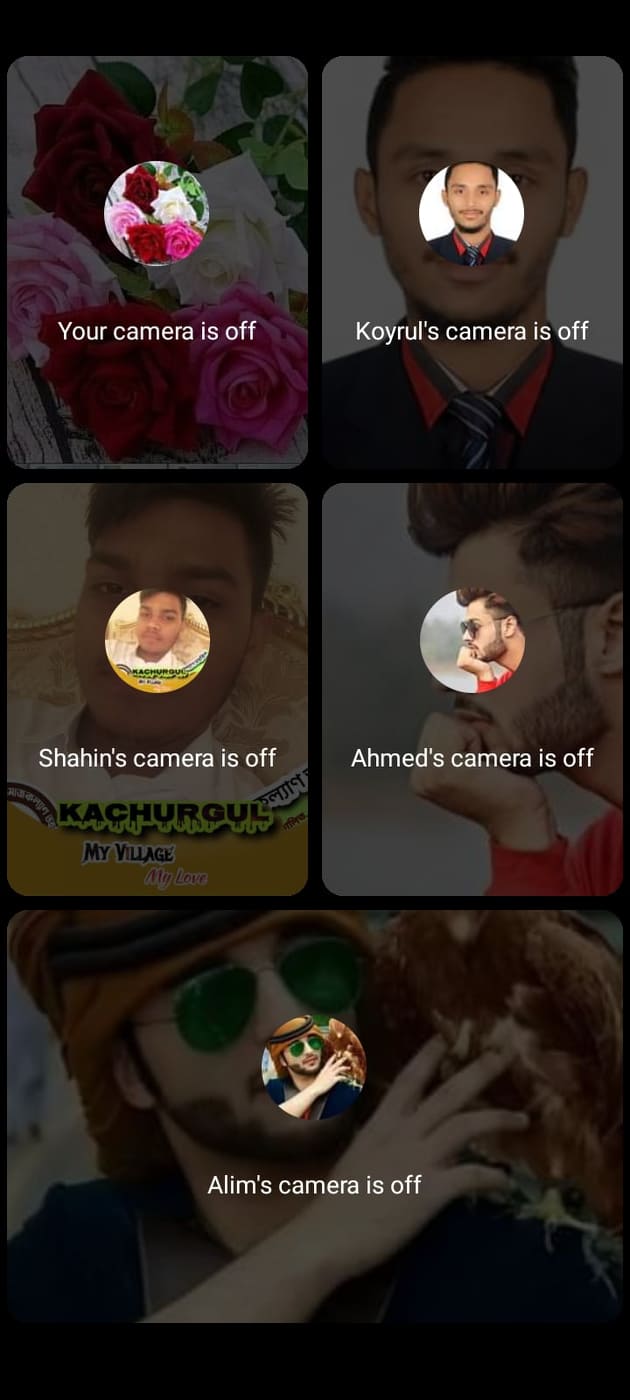 Your camera is off
Koyrul's camera is off
Shahin's camera is off
KACHURGUL
MY VILLAGE
My Love
Ahmed's camera is off
Alim's camera is off